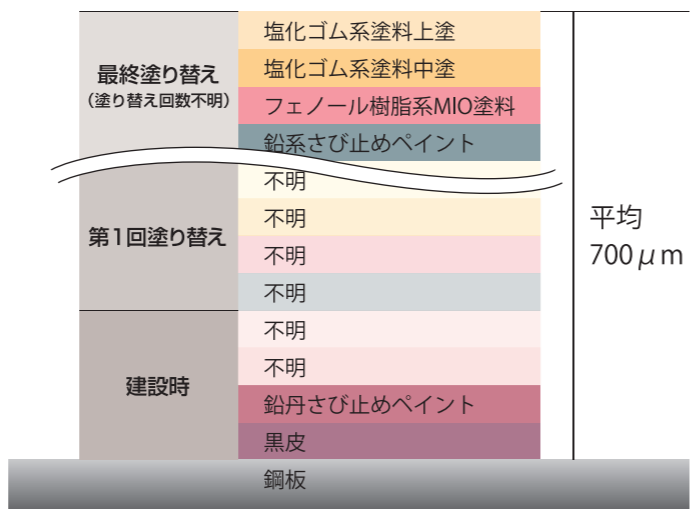 最終塗り替え
(塗り替え回数不明)
塩化ゴム系塗料上塗
塩化ゴム系塗料中塗
フェノール樹脂系MIO塗料
鉛系さび止めペイント
第1回塗り替え
不明
不明
不明
不明
建設時
不明
不明
鉛丹さび止めペイント
黒皮
鋼板
平均
700μm